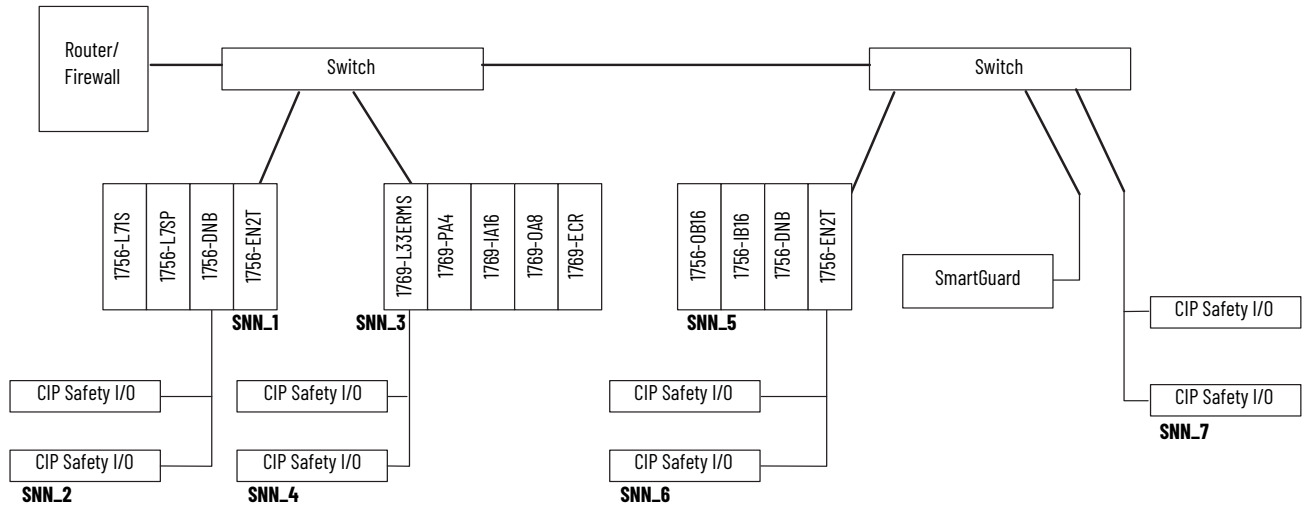 Router/
Firewall
Switch
Switch
1756-L71S
1756-L7SP
1756-DNB
1756-EN2T
1769-L33ERMS
1769-PA4
1769-IA16
1769-OA8
1769-ECR
1756-OB16
1756-IB16
1756-DNB
1756-EN2T
SmartGuard
SNN_1
SNN_3
SNN_5
CIP Safety I/O
CIP Safety I/O
CIP Safety I/O
CIP Safety I/O
CIP Safety I/O
SNN_7
CIP Safety I/O
CIP Safety I/O
CIP Safety I/O
SNN_2
SNN_4
SNN_6